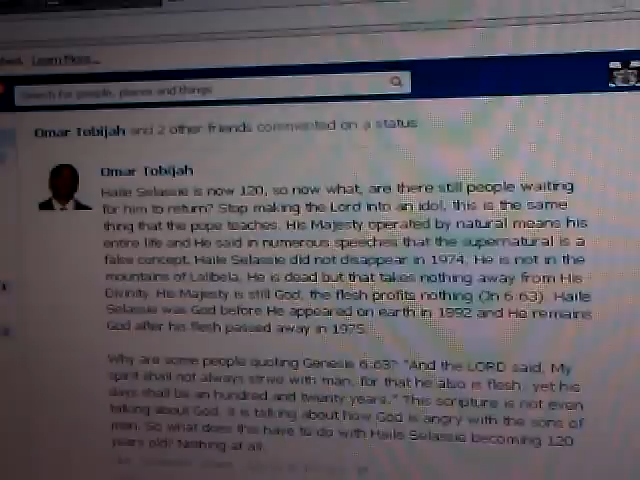 Learn More...
Search for people, places and things
Omar Tobijah and 2 other friends commented on a status
Omar Tobijah
Haile Selassie is now 120, so now what, are there still people waiting
for him to return? Stop making the Lord into an idol, this is the same
thing that the pope teaches. His Majesty operated by natural means his
entire life and He said in numerous speeches that the supernatural is a
false concept. Haile Selassie did not disappear in 1974. He is not in the
mountains of Lalibela. He is dead but that takes nothing away from His
Divinity. His Majesty is still God, the flesh profits nothing (Jn 6:63). Haile
Selassie was God before He appeared on earth in 1892 and He remains
God after his flesh passed away in 1975.
Why are some people quoting Genesis 6:63? "And the LORD said, My
spirit shall not always strive with man, for that he also is flesh: yet his
days shall be an hundred and twenty years." This scripture is not even
talking about God, it is talking about how God is angry with the sons of
man. So what does this have to do with Haile Selassie becoming 120
years old? Nothing at all.